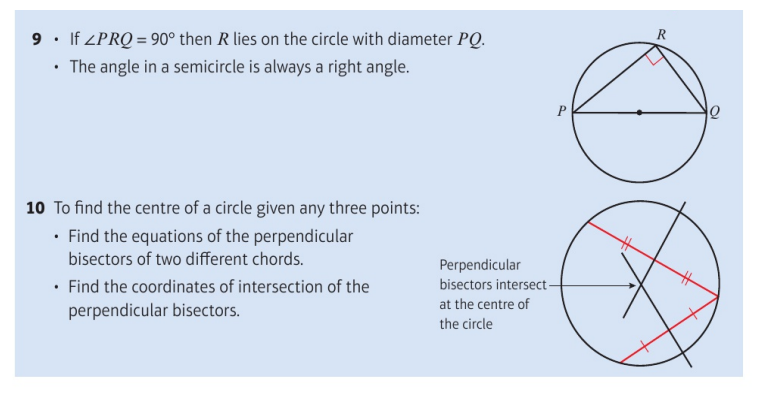 9 • If ∠PRQ = 90° then R lies on the circle with diameter PQ.
• The angle in a semicircle is always a right angle.
R
P
Q
10 To find the centre of a circle given any three points:
• Find the equations of the perpendicular
bisectors of two different chords.
• Find the coordinates of intersection of the
perpendicular bisectors.
Perpendicular
bisectors intersect
at the centre of
the circle